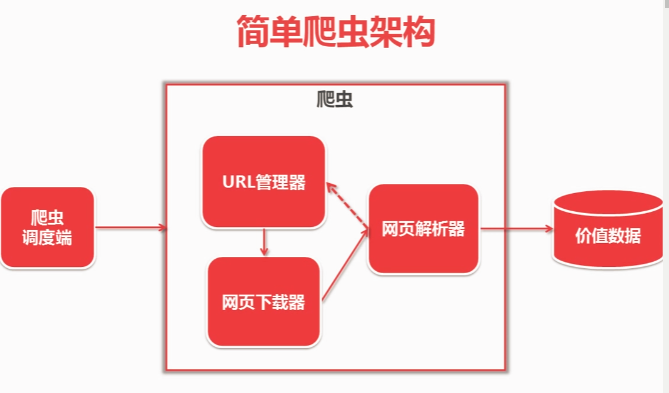 简单爬虫架构
爬虫
URL管理器
爬虫
调度端
网页解析器
价值数据
网页下载器